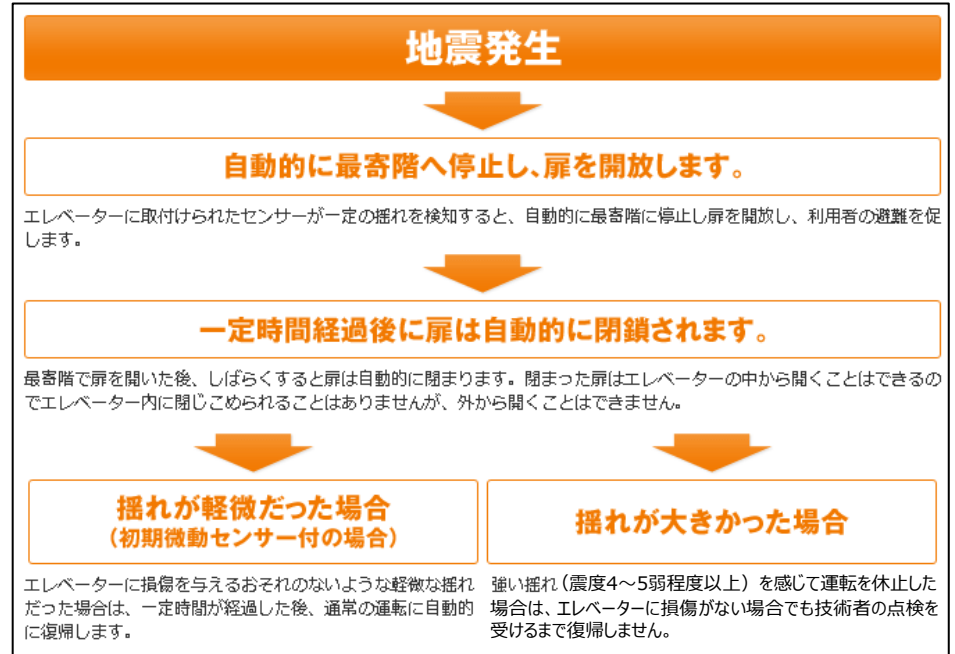 地震発生
自動的に最寄階へ停止し、扉を開放します。
エレベーターに取付けられたセンサーが一定の揺れを検知すると、自動的に最寄階に停止し扉を開放し、利用者の避難を促
します。
一定時間経過後に扉は自動的に閉鎖されます。
最寄階で扉を開いた後、しばらくすると扉は自動的に閉まります。閉まった扉はエレベーターの中から開くことはできるの
でエレベーター内に閉じこめられることはありませんが、外から開くことはできません。
揺れが軽微だった場合
(初期微動センサー付の場合)
エレベーターに損傷を与えるおそれのないような軽微な揺れ
だった場合は、一定時間が経過した後、通常の運転に自動的
に復帰します。
揺れが大きかった場合
強い揺れ(震度4～5弱程度以上)を感じて運転を休止した
場合は、エレベーターに損傷がない場合でも技術者の点検を
受けるまで復帰しません。